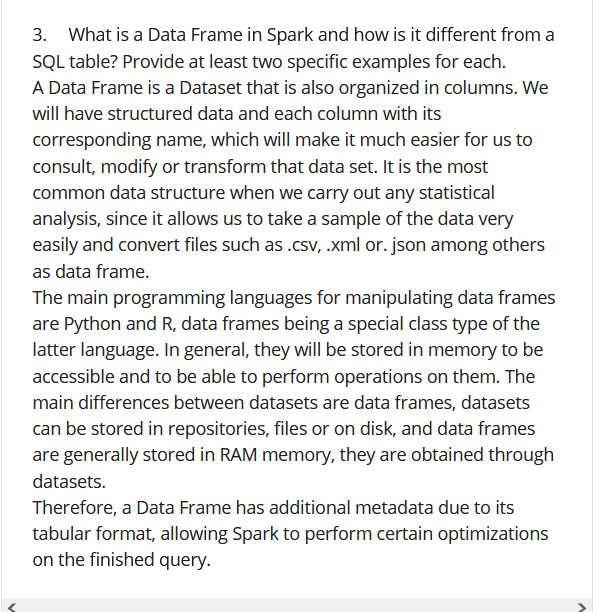 3. What is a Data Frame in Spark and how is it different from a
SQL table? Provide at least two specific examples for each.
A Data Frame is a Dataset that is also organized in columns. We
will have structured data and each column with its
corresponding name, which will make it much easier for us to
consult, modify or transform that data set. It is the most
common data structure when we carry out any statistical
analysis, since it allows us to take a sample of the data very
easily and convert files such as .csv, .xml or. json among others
as data frame.
The main programming languages for manipulating data frames
are Python and R, data frames being a special class type of the
latter language. In general, they will be stored in memory to be
accessible and to be able to perform operations on them. The
main differences between datasets are data frames, datasets
can be stored in repositories, files or on disk, and data frames
are generally stored in RAM memory, they are obtained through
datasets.
Therefore, a Data Frame has additional metadata due to its
tabular format, allowing Spark to perform certain optimizations
on the finished query.